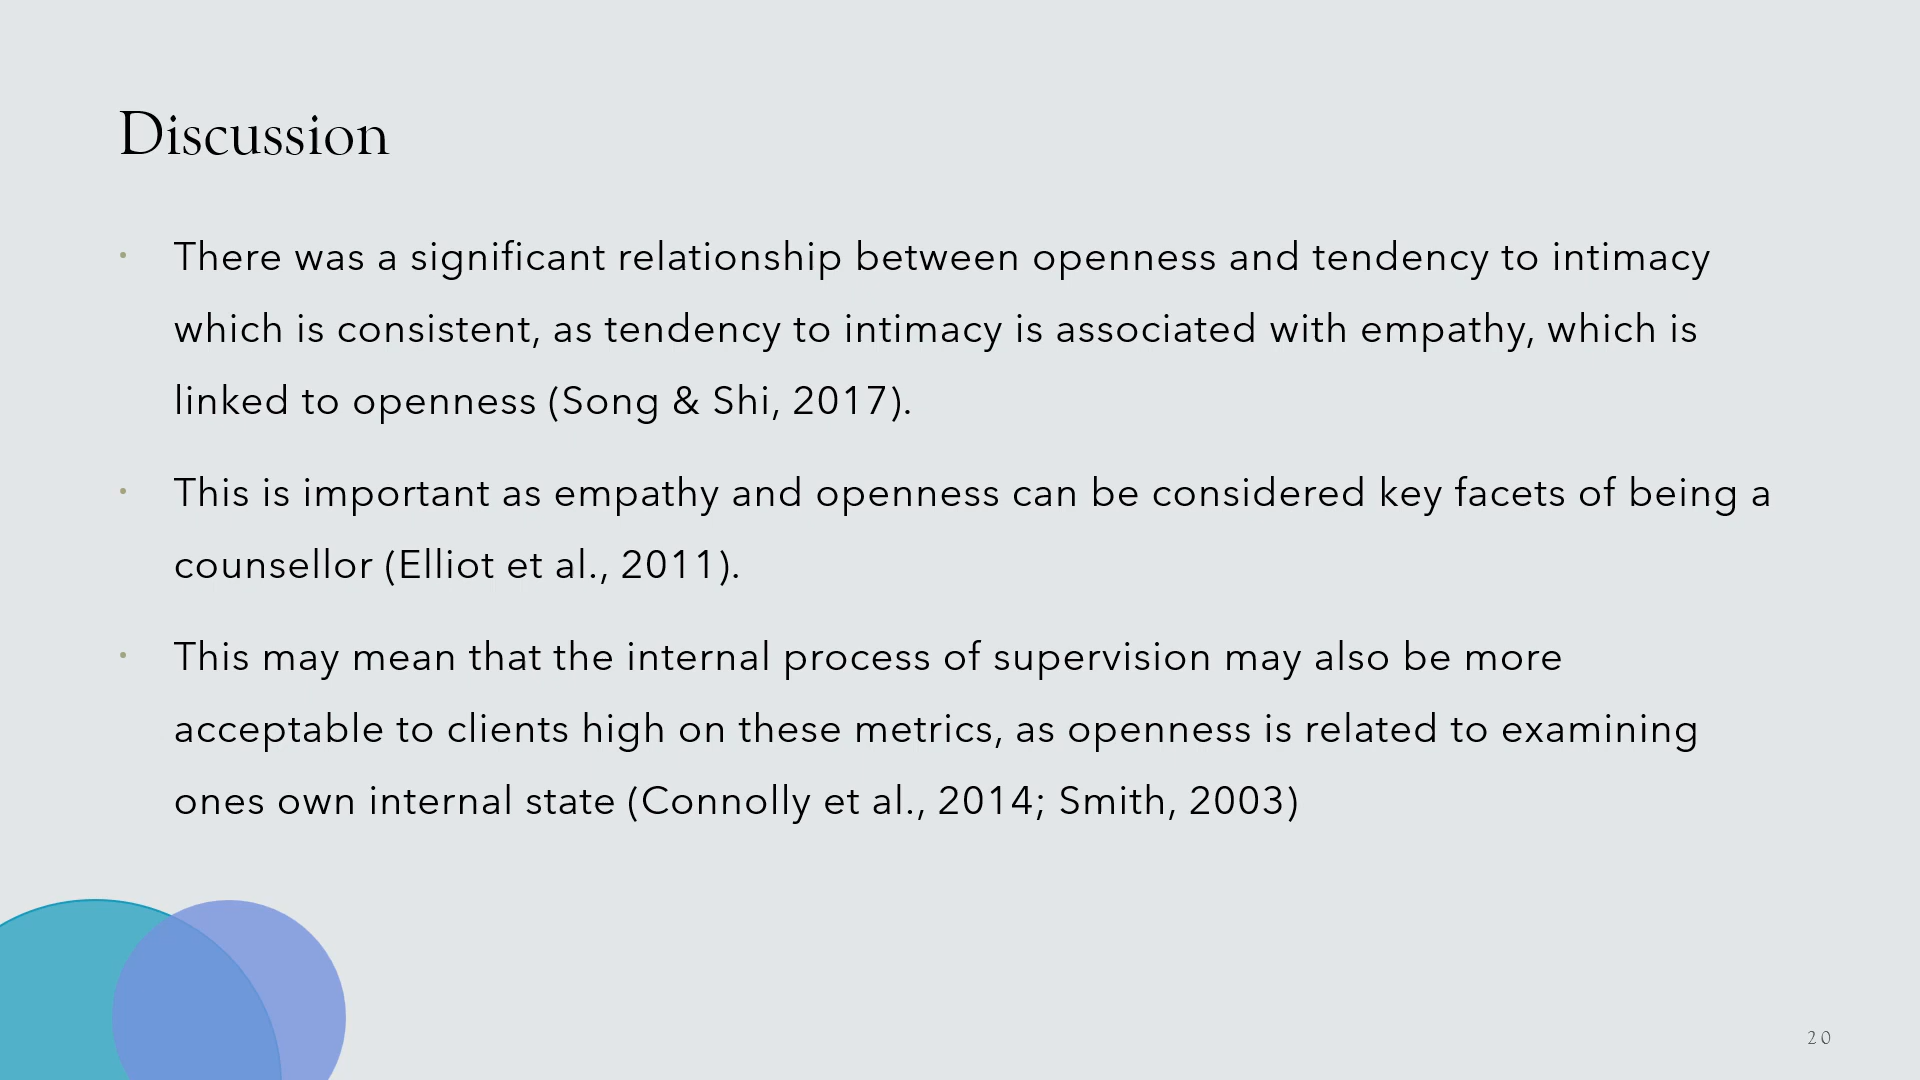 Discussion
• There was a significant relationship between openness and tendency to intimacy
which is consistent, as tendency to intimacy is associated with empathy, which is
linked to openness (Song & Shi, 2017).
• This is important as empathy and openness can be considered key facets of being a
counsellor (Elliot et al., 2011).
• This may mean that the internal process of supervision may also be more
acceptable to clients high on these metrics, as openness is related to examining
ones own internal state (Connolly et al., 2014; Smith, 2003)
20